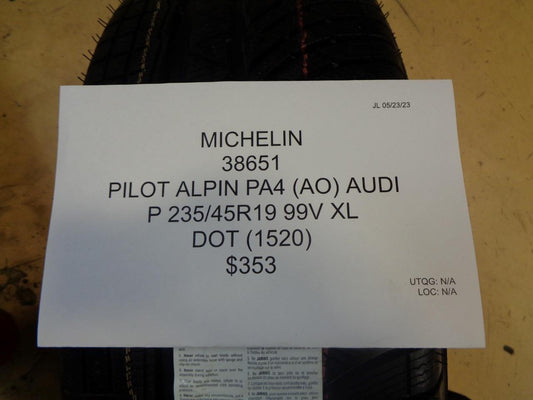 JL 05/23/23
MICHELIN
38651
PILOT ALPIN PA4 (AO) AUDI
P 235/45R19 99V XL
DOT (1520)
$353
UTQG: N/A
LOC: N/A